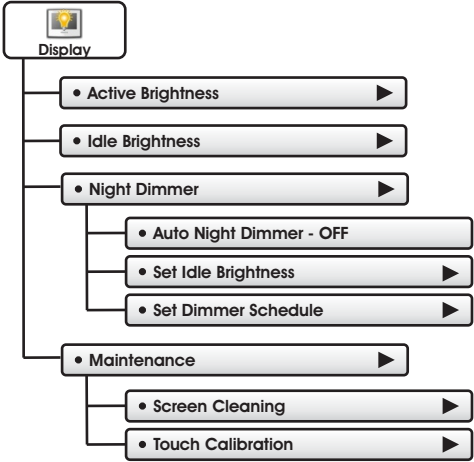 Display
• Active Brightness
• Idle Brightness
• Night Dimmer
• Auto Night Dimmer - OFF
• Set Idle Brightness
• Set Dimmer Schedule
• Maintenance
• Screen Cleaning
• Touch Calibration